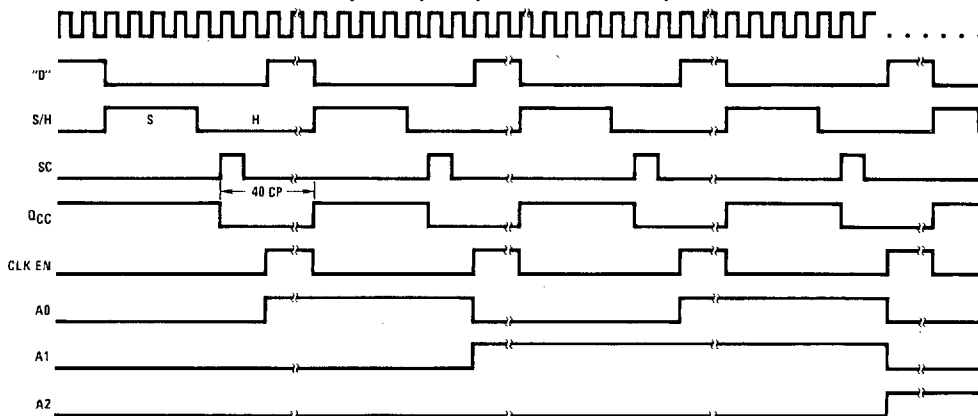 "D"
S/H S H
SC
40 CP
QCC
CLK EN
A0
A1
A2